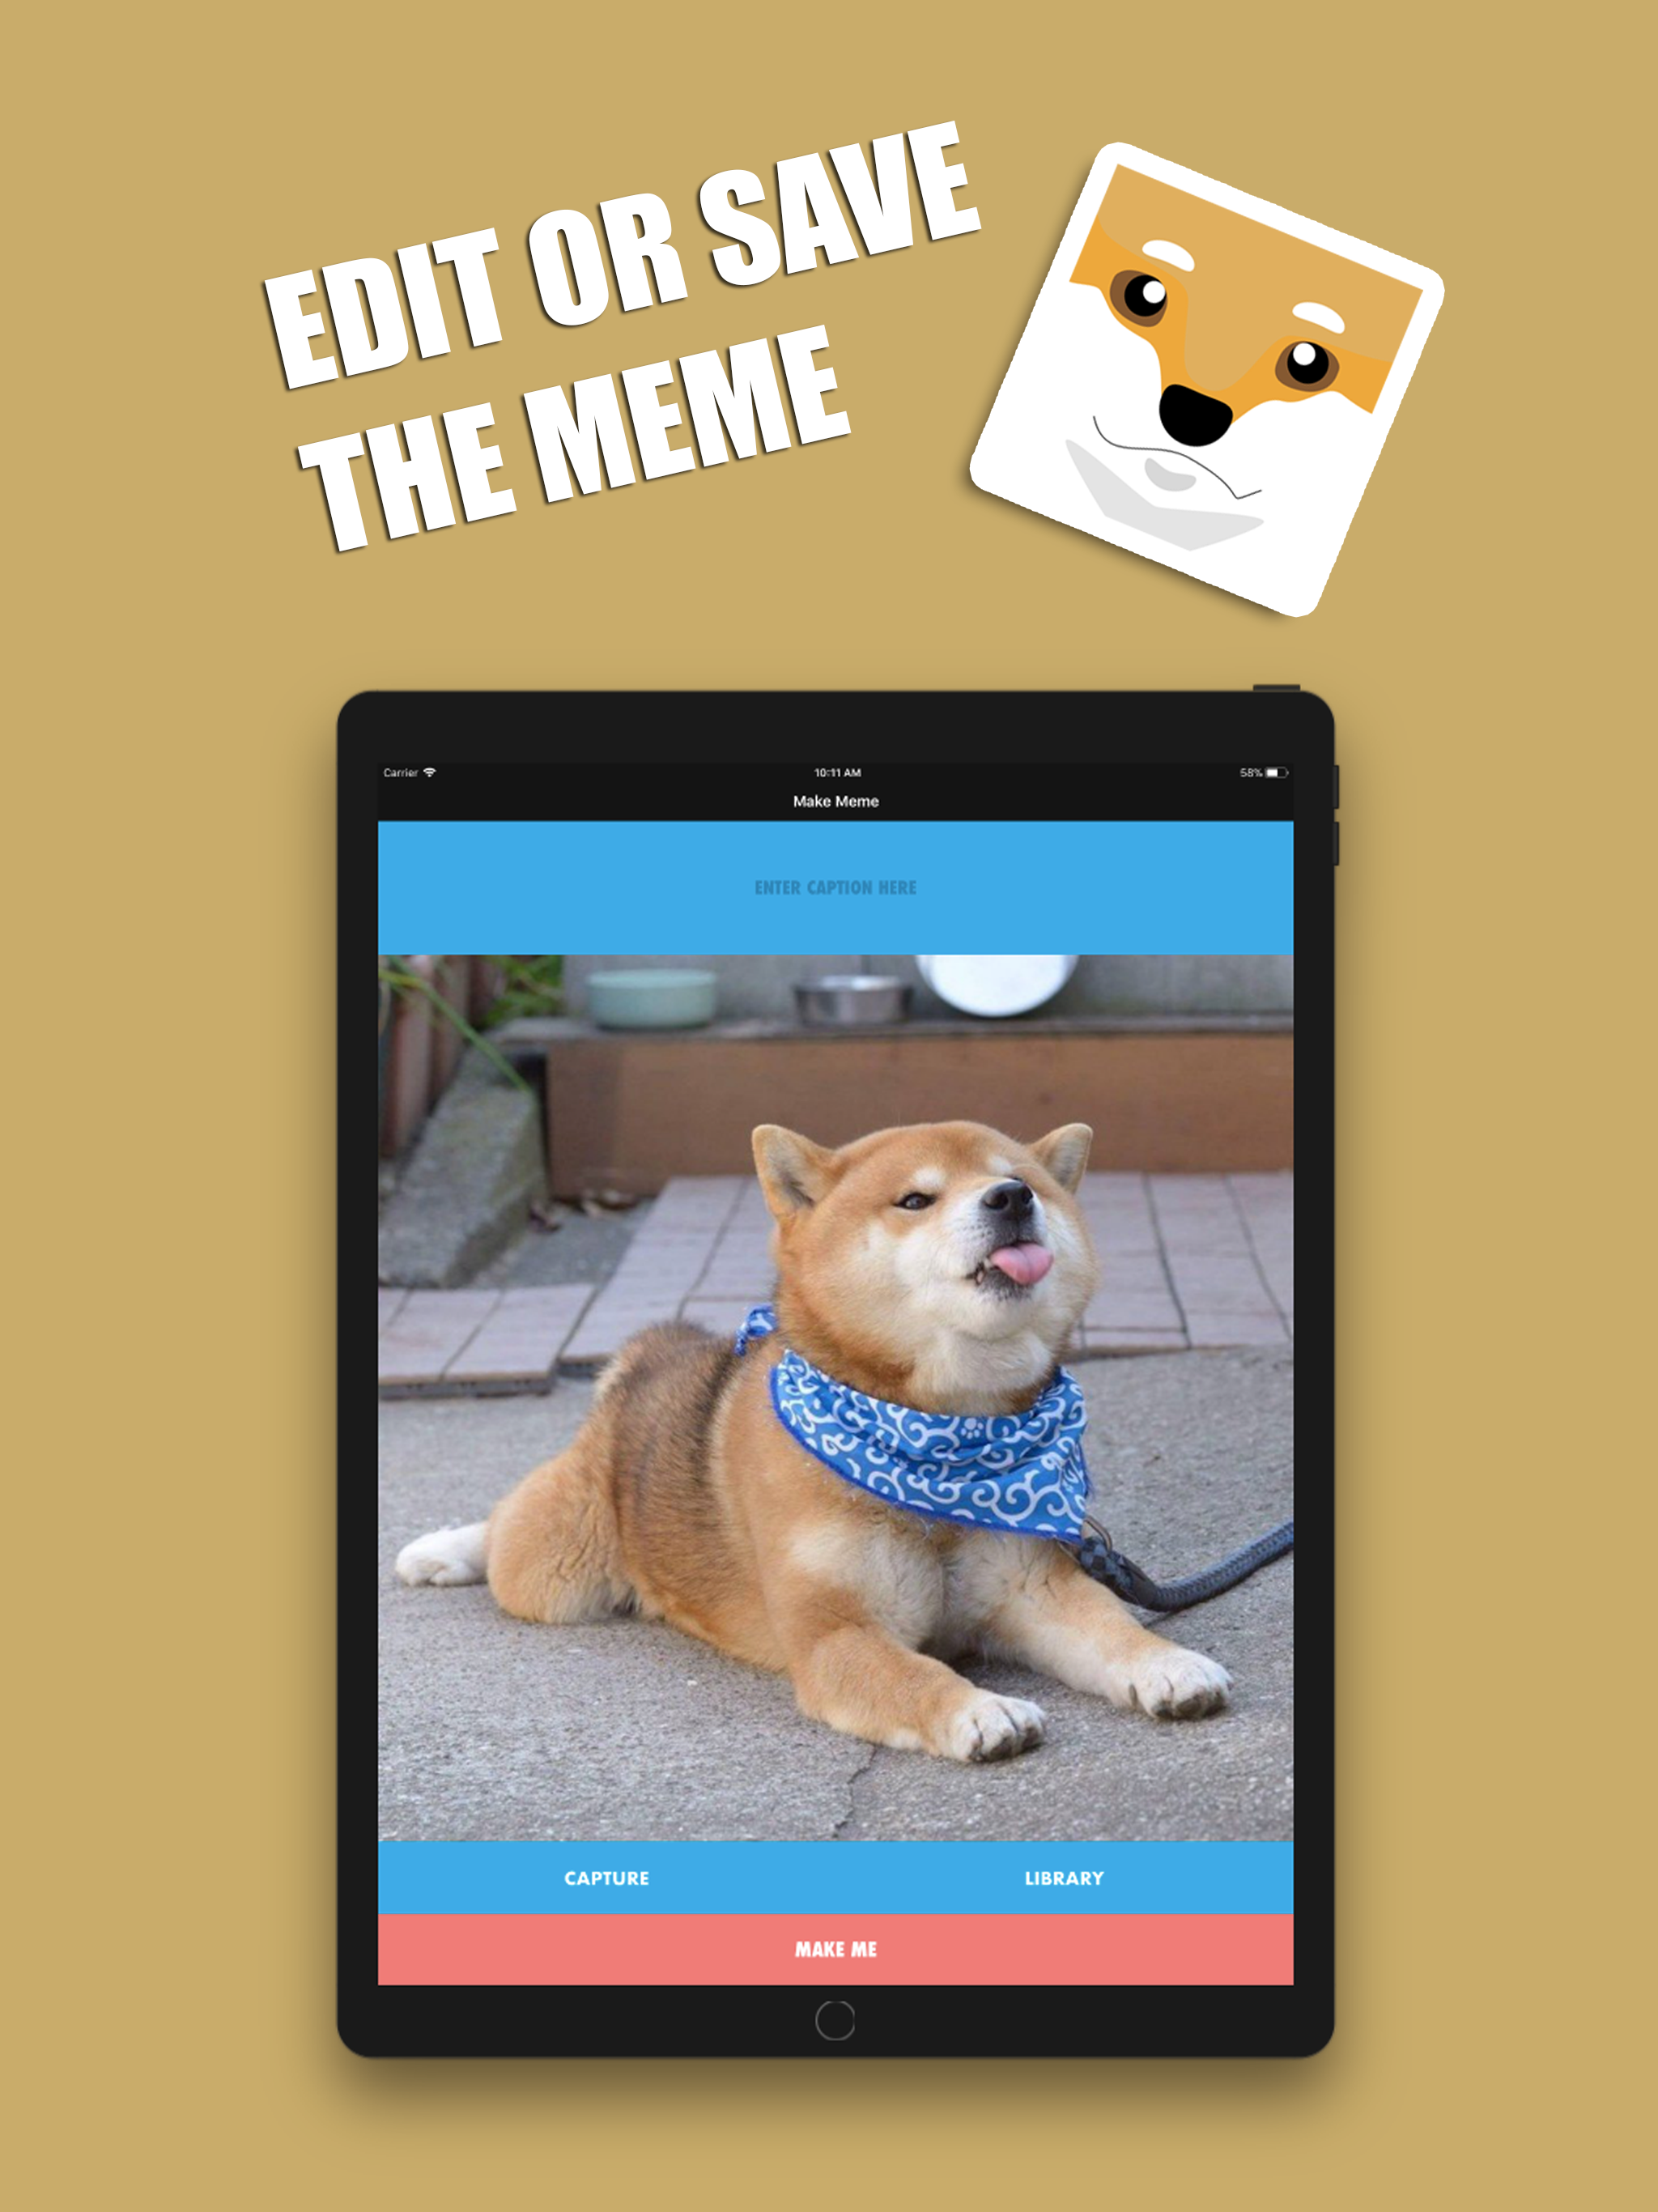 EDIT OR SAVE
THE MEME
Carrier
10:11 AM
58%
Make Meme
ENTER CAPTION HERE
CAPTURE
LIBRARY
MAKE ME